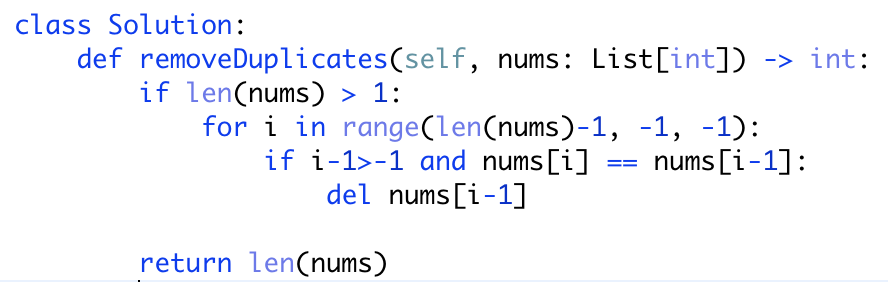 class Solution:
    def removeDuplicates(self, nums: List[int]) -> int:
        if len(nums) > 1:
            for i in range(len(nums)-1, -1, -1):
                if i-1>-1 and nums[i] == nums[i-1]:
                    del nums[i-1]

        return len(nums)